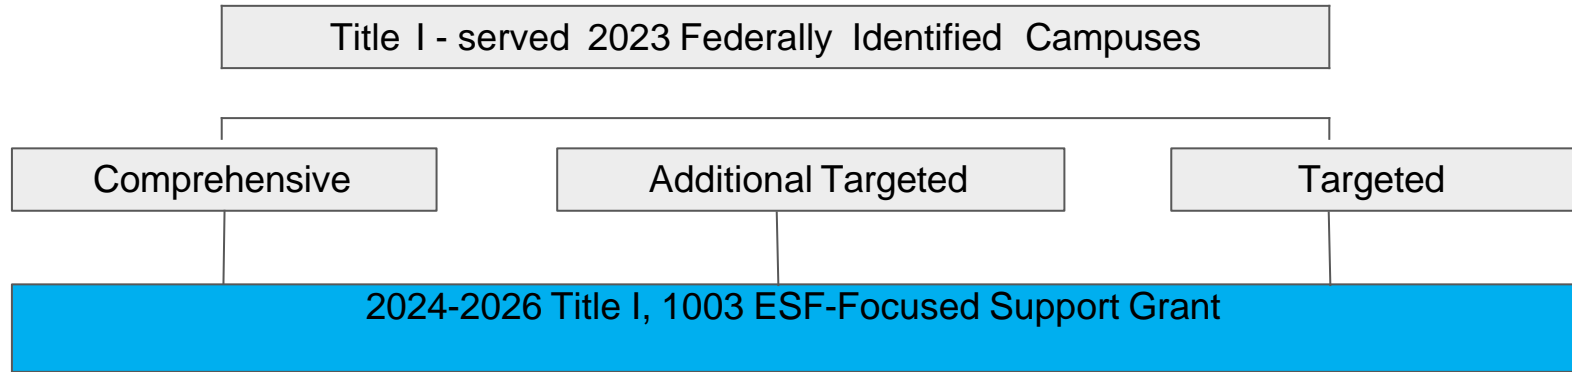 Title I - served 2023 Federally Identified Campuses
Comprehensive
Additional Targeted
Targeted
2024-2026 Title I, 1003 ESF-Focused Support Grant